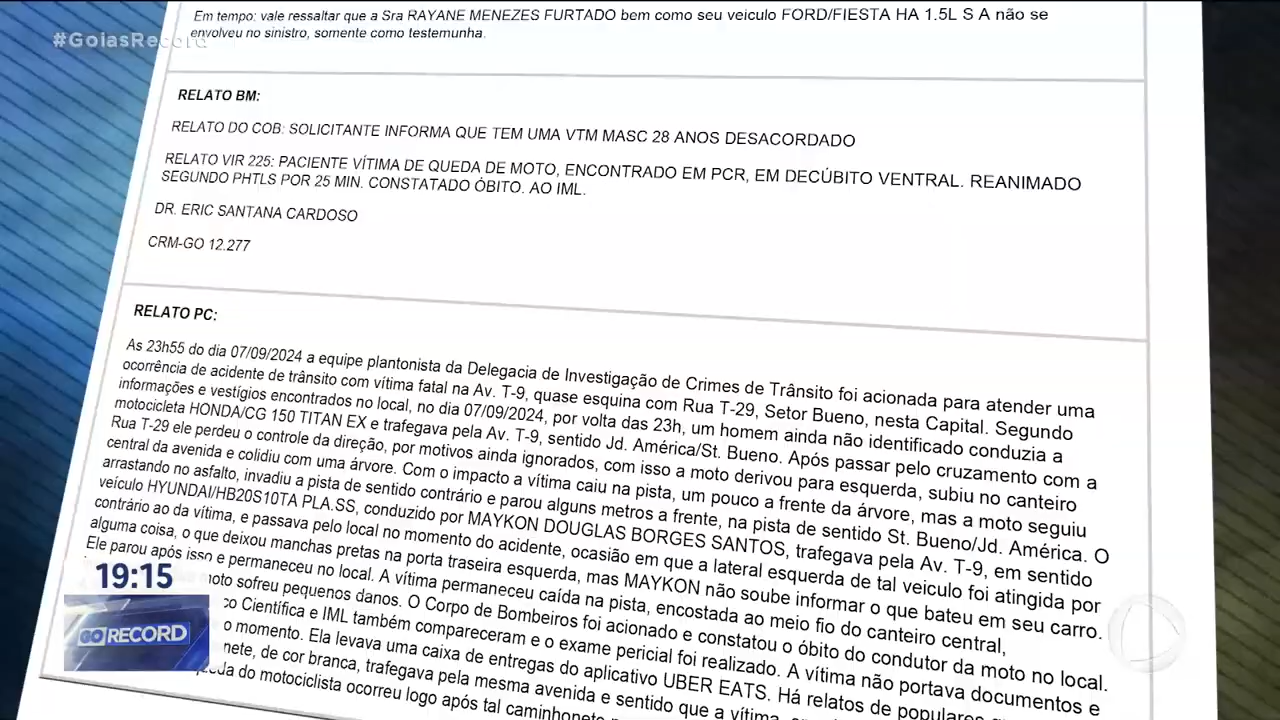 Em tempo: vale ressaltar que a Sra RAYANE MENEZES FURTADO bem como seu veiculo FORD/FIESTA HA 1.5L S A não se
envolveu no sinistro, somente como testemunha.
#GoiasRecord
RELATO BM:
RELATO DO COB: SOLICITANTE INFORMA QUE TEM UMA VTM MASC 28 ANOS DESACORDADO
RELATO VIR 225: PACIENTE VÍTIMA DE QUEDA DE MOTO, ENCONTRADO EM PCR, EM DECÚBITO VENTRAL. REANIMADO
SEGUNDO PHTLS POR 25 MIN. CONSTATADO ÓBITO. AO IML.
DR. ERIC SANTANA CARDOSO
CRM-GO 12.277
RELATO PC:
As 23h55 do dia 07/09/2024 a equipe plantonista da Delegacia de Investigação de Crimes de Trânsito foi acionada para atender uma
ocorrência de acidente de trânsito com vítima fatal na Av. T-9, quase esquina com Rua T-29, Setor Bueno, nesta Capital. Segundo
informações e vestígios encontrados no local, no dia 07/09/2024, por volta das 23h, um homem ainda não identificado conduzia a
motocicleta HONDA/CG 150 TITAN EX e trafegava pela Av. T-9, sentido Jd. América/St. Bueno. Após passar pelo cruzamento com a
Rua T-29 ele perdeu o controle da direção, por motivos ainda ignorados, com isso a moto derivou para esquerda, subiu no canteiro
central da avenida e colidiu com uma árvore. Com o impacto a vítima caiu na pista, um pouco a frente da árvore, mas a moto seguiu
arrastando no asfalto, invadiu a pista de sentido contrário e parou alguns metros a frente, na pista de sentido St. Bueno/Jd. América. O
veículo HYUNDAI/HB20S10TA PLA.SS, conduzido por MAYKON DOUGLAS BORGES SANTOS, trafegava pela Av. T-9, em sentido
contrário ao da vítima, e passava pelo local no momento do acidente, ocasião em que a lateral esquerda de tal veiculo foi atingida por
alguma coisa, o que deixou manchas pretas na porta traseira esquerda, mas MAYKON não soube informar o que bateu em seu carro.
Ele parou após isso e permaneceu no local. A vítima permaneceu caída na pista, encostada ao meio fio do canteiro central,
moto sofreu pequenos danos. O Corpo de Bombeiros foi acionado e constatou o óbito do condutor da moto no local.
Científica e IML também compareceram e o exame pericial foi realizado. A vítima não portava documentos e
momento. Ela levava uma caixa de entregas do aplicativo UBER EATS. Há relatos de populares
de cor branca, trafegava pela mesma avenida e sentido que a vítima,
do motociclista ocorreu logo após tal
19:15
GO RECORD